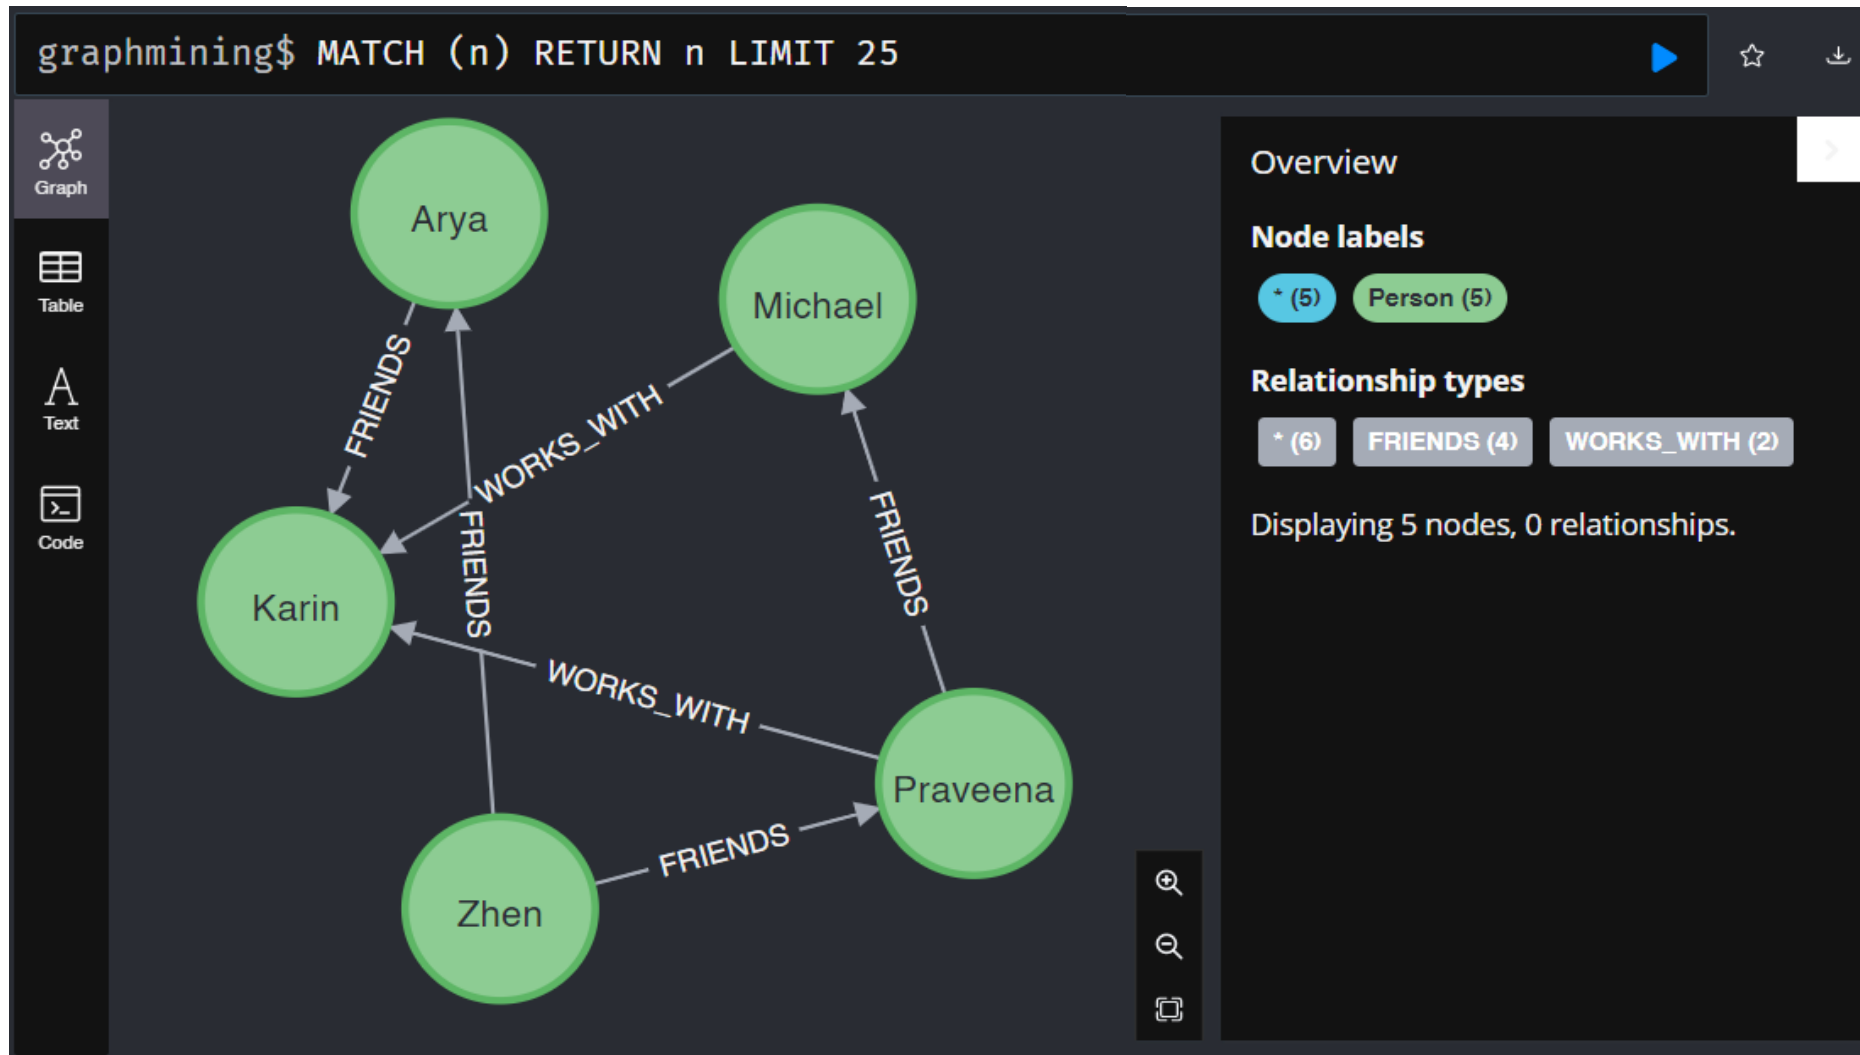 graphmining$ MATCH (n) RETURN n LIMIT 25
Graph
Table
Text
Code
Arya
Michael
Karin
Praveena
Zhen
FRIENDS
WORKS_WITH
FRIENDS
FRIENDS
WORKS_WITH
FRIENDS
Overview
Node labels
* (5) Person (5)
Relationship types
* (6) FRIENDS (4) WORKS_WITH (2)
Displaying 5 nodes, 0 relationships.